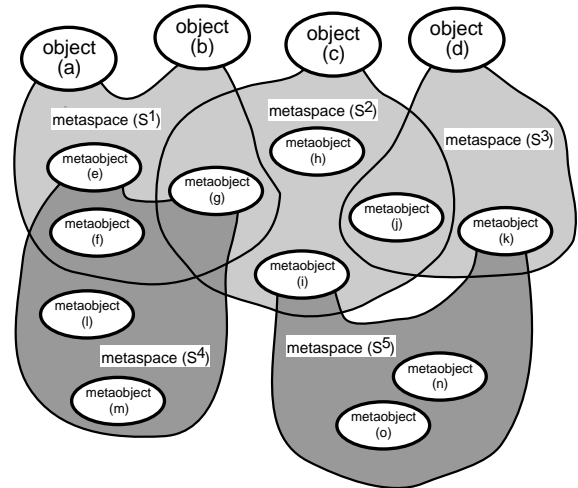 object
(a)
object
(b)
object
(c)
object
(d)
metaspace (S¹)
metaspace (S²)
metaspace (S³)
metaobject
(e)
metaobject
(h)
metaobject
(g)
metaobject
(f)
metaobject
(j)
metaobject
(k)
metaobject
(i)
metaobject
(l)
metaspace (S⁴)
metaspace (S⁵)
metaobject
(n)
metaobject
(m)
metaobject
(o)